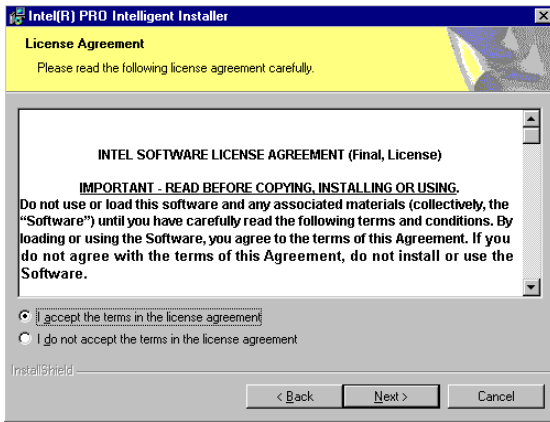 Intel(R) PRO Intelligent Installer
License Agreement
Please read the following license agreement carefully.
INTEL SOFTWARE LICENSE AGREEMENT (Final, License)
IMPORTANT - READ BEFORE COPYING, INSTALLING OR USING.
Do not use or load this software and any associated materials (collectively, the
“Software”) until you have carefully read the following terms and conditions. By
loading or using the Software, you agree to the terms of this Agreement. If you
do not agree with the terms of this Agreement, do not install or use the
Software.
I accept the terms in the license agreement
I do not accept the terms in the license agreement
InstallShield
< Back Next > Cancel